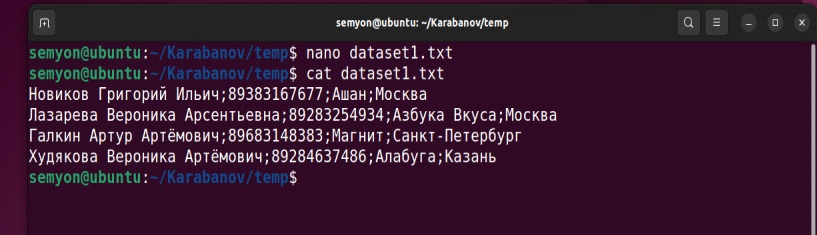 semyon@ubuntu: ~/Karabanov/temp
semyon@ubuntu:~/Karabanov/temp$ nano dataset1.txt
semyon@ubuntu:~/Karabanov/temp$ cat dataset1.txt
Новиков Григорий Ильич;89383167677;Ашан;Москва
Лазарева Вероника Арсентьевна;89283254934;Азбука Вкуса;Москва
Галкин Артур Артёмович;89683148383;Магнит;Санкт-Петербург
Худякова Вероника Артёмович;89284637486;Алабуга;Казань
semyon@ubuntu:~/Karabanov/temp$